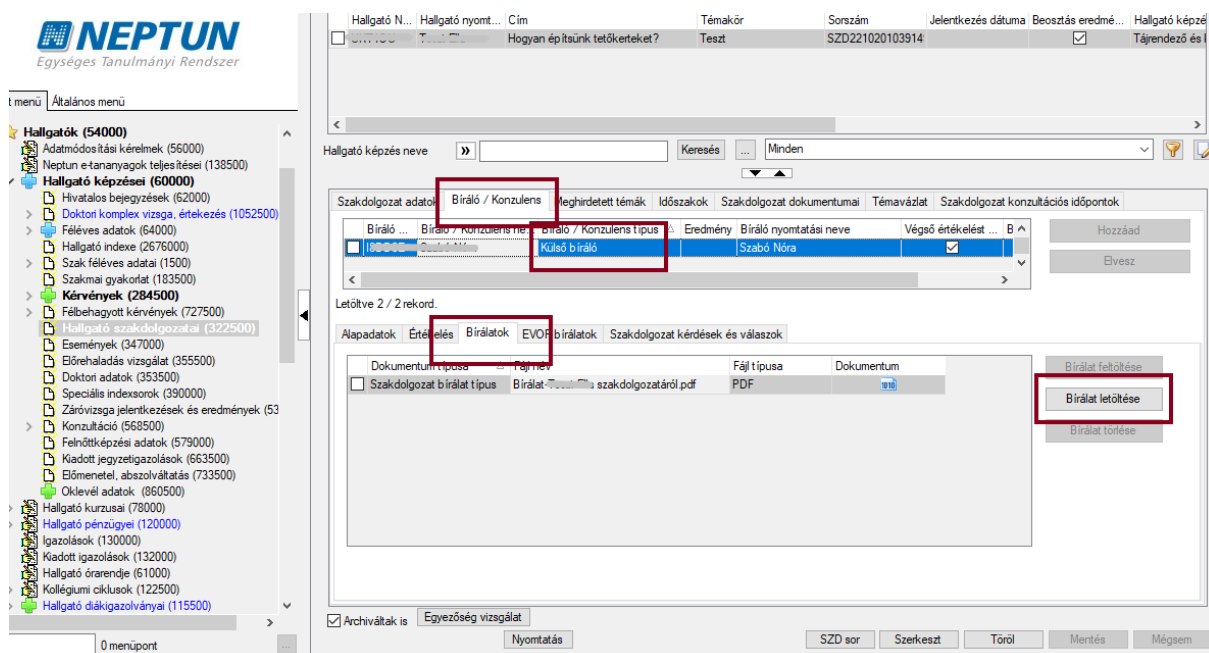 NEPTUN
Egységes Tanulmányi Rendszer
t menü Általános menü
Hallgatók (54000)
Adatmódosítási kérelmek (56000)
Neptun e-tananyagok teljesítései (138500)
Hallgató képzései (60000)
Hivatalos bejegyzések (62000)
Doktori komplex vizsga, értekezés (1052500)
Féléves adatok (64000)
Hallgató indexe (2676000)
Szak féléves adatai (1500)
Szakmai gyakorlat (183500)
Kérvények (284500)
Félbehagyott kérvények (727500)
Hallgató szakdolgozatai (322500)
Események (347000)
Előrehaladás vizsgálat (355500)
Doktori adatok (353500)
Speciális indexsorok (390000)
Záróvizsga jelentkezések és eredmények (53
Konzultáció (568500)
Felnőttképzési adatok (579000)
Kiadott jegyzetigazolások (663500)
Előmenetel, abszolváltatás (733500)
Oklevél adatok (860500)
Hallgató kurzusai (78000)
Hallgató pénzügyei (120000)
Igazolások (130000)
Kiadott igazolások (132000)
Hallgató órarendje (61000)
Kollégiumi ciklusok (122500)
Hallgató diákigazolványai (115500)
0 menüpont ...
Hallgató N... Hallgató nyomt... Cím Témakör Sorszám Jelentkezés dátuma Beosztás eredmé... Hallgató képzé
Hogyan építsünk tetőkerteket? Teszt SZD221020103914 Tájrendező és
Hallgató képzés neve » Keresés ... Minden
Szakdolgozat adatok Bíráló / Konzulens Meghirdetett témák Időszakok Szakdolgozat dokumentumai Témavázlat Szakdolgozat konzultációs időpontok
Bíráló ... Bíráló / Konzulens ne... Bíráló / Konzulens típus Eredmény Bíráló nyomtatási neve Végső értékelést ... B
Külső bíráló Szabó Nóra
Hozzáad
Elvesz
Letöltve 2 / 2 rekord.
Alapadatok Értékelés Bírálatok bírálatok Szakdolgozat kérdések és válaszok
Dokumentum típusa Fájl név Fájl típusa Dokumentum
Szakdolgozat bírálat típus Bírálat- szakdolgozatáról.pdf PDF
Bírálat feltöltése
Bírálat letöltése
Bírálat törlése
Archiváltak is Egyezőség vizsgálat
Nyomtatás SZD sor Szerkeszt Töröl Mentés Mégsem